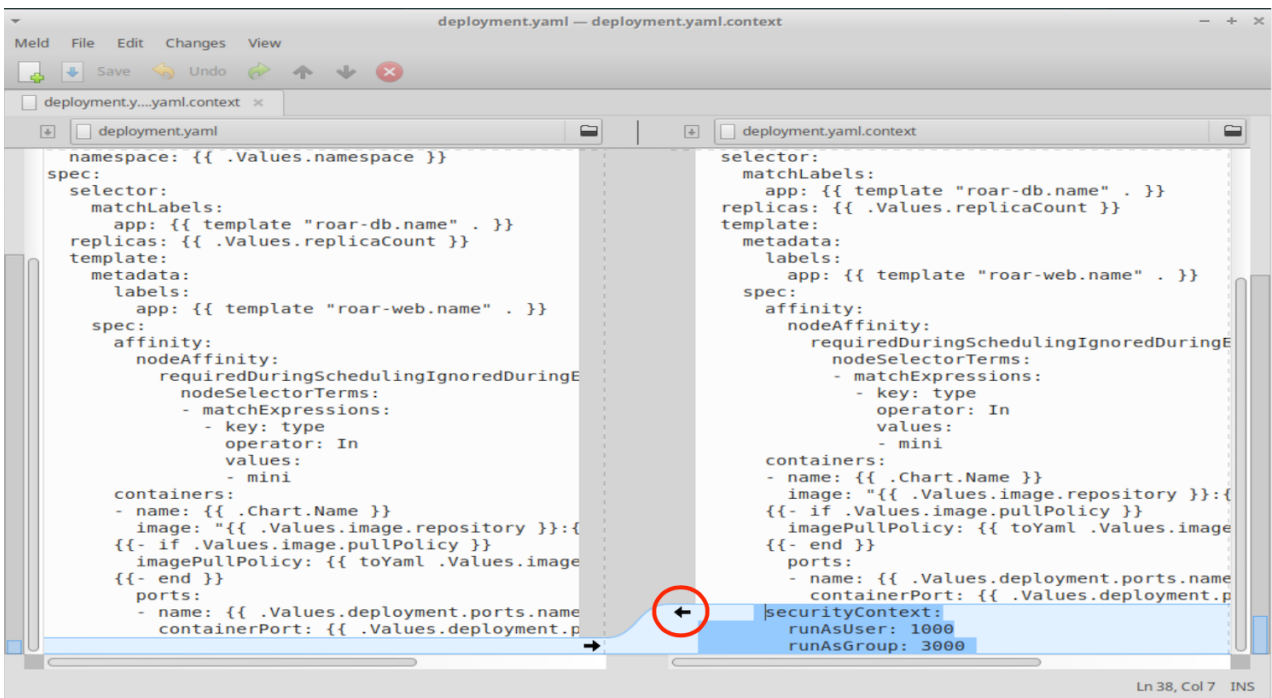 deployment.yaml — deployment.yaml.context
Meld File Edit Changes View
Save Undo
deployment.y....yaml.context
deployment.yaml
namespace: {{ .Values.namespace }}
spec:
  selector:
    matchLabels:
      app: {{ template "roar-db.name" . }}
  replicas: {{ .Values.replicaCount }}
  template:
    metadata:
      labels:
        app: {{ template "roar-web.name" . }}
    spec:
      affinity:
        nodeAffinity:
          requiredDuringSchedulingIgnoredDuringE
            nodeSelectorTerms:
            - matchExpressions:
              - key: type
                operator: In
                values:
                - mini
      containers:
      - name: {{ .Chart.Name }}
        image: "{{ .Values.image.repository }}:{
      {{- if .Values.image.pullPolicy }}
        imagePullPolicy: {{ toYaml .Values.image
      {{- end }}
        ports:
        - name: {{ .Values.deployment.ports.name
          containerPort: {{ .Values.deployment.p
deployment.yaml.context
selector:
  matchLabels:
    app: {{ template "roar-db.name" . }}
replicas: {{ .Values.replicaCount }}
template:
  metadata:
    labels:
      app: {{ template "roar-web.name" . }}
  spec:
    affinity:
      nodeAffinity:
        requiredDuringSchedulingIgnoredDuringE
          nodeSelectorTerms:
          - matchExpressions:
            - key: type
              operator: In
              values:
              - mini
    containers:
    - name: {{ .Chart.Name }}
      image: "{{ .Values.image.repository }}:{
    {{- if .Values.image.pullPolicy }}
      imagePullPolicy: {{ toYaml .Values.image
    {{- end }}
      ports:
      - name: {{ .Values.deployment.ports.name
        containerPort: {{ .Values.deployment.p
    securityContext:
      runAsUser: 1000
      runAsGroup: 3000
Ln 38, Col 7 INS